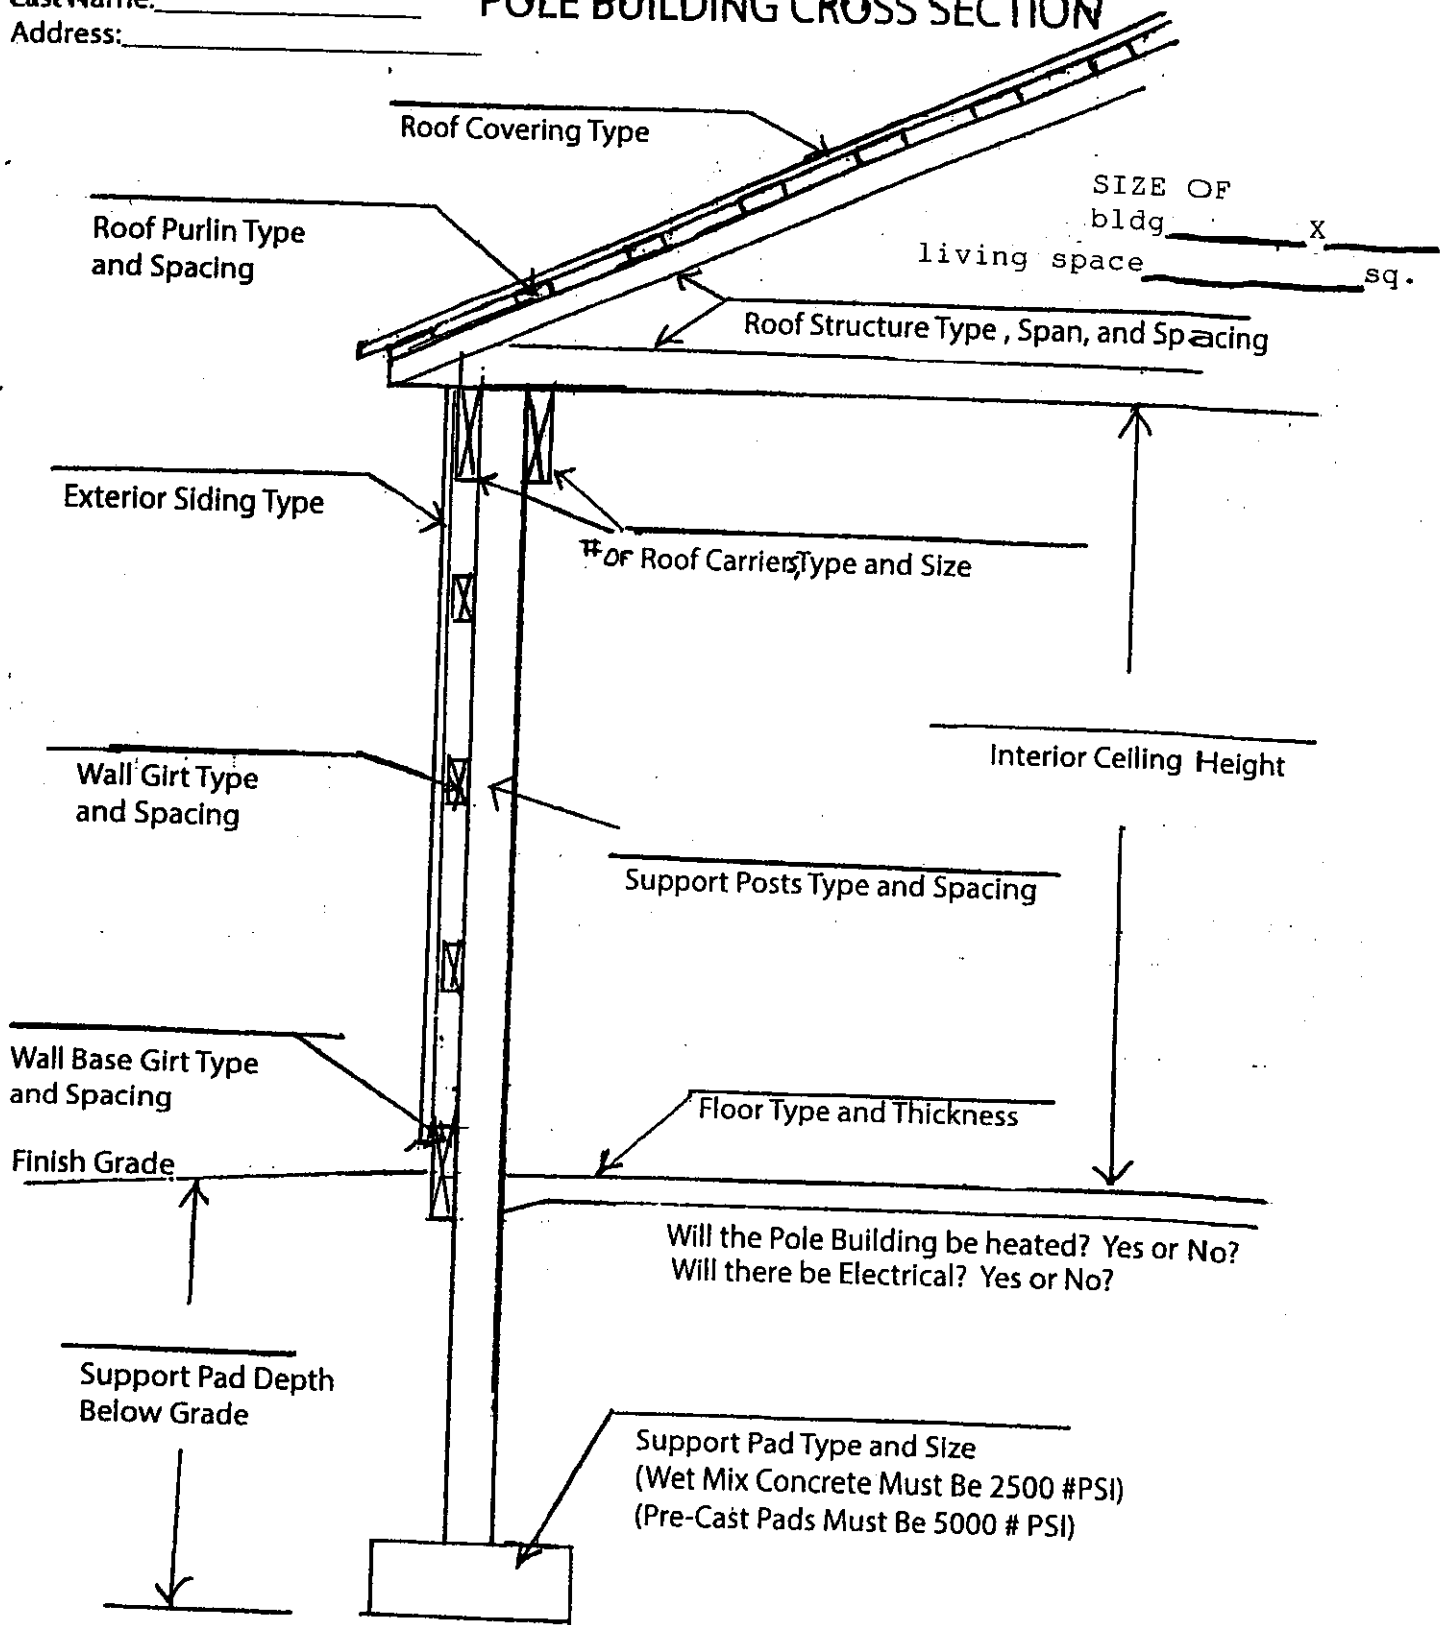 Last Name:
POLE BUILDING CROSS SECTION
Address:
Roof Covering Type
SIZE OF
bldg X
living space sq.
Roof Purlin Type
and Spacing
Roof Structure Type, Span, and Spacing
Exterior Siding Type
# OF Roof Carriers, Type and Size
Interior Ceiling Height
Wall Girt Type
and Spacing
Support Posts Type and Spacing
Wall Base Girt Type
and Spacing
Floor Type and Thickness
Finish Grade
Will the Pole Building be heated? Yes or No?
Will there be Electrical? Yes or No?
Support Pad Depth
Below Grade
Support Pad Type and Size
(Wet Mix Concrete Must Be 2500 #PSI)
(Pre-Cast Pads Must Be 5000 # PSI)